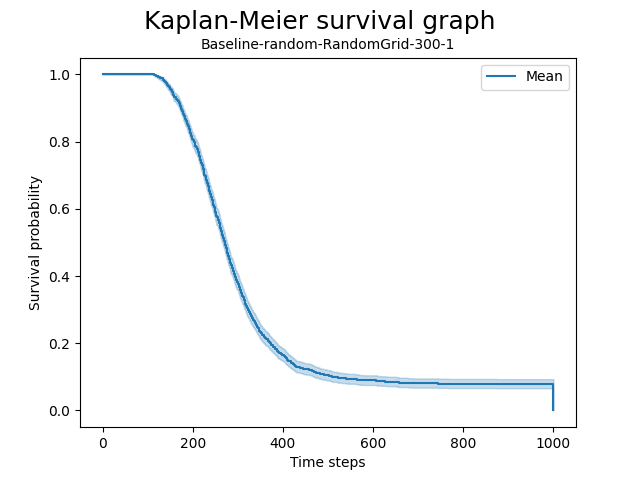 Kaplan-Meier survival graph
Baseline-random-RandomGrid-300-1
Mean
1.0
0.8
0.6
0.4
0.2
0.0
Survival probability
0 200 400 600 800 1000
Time steps